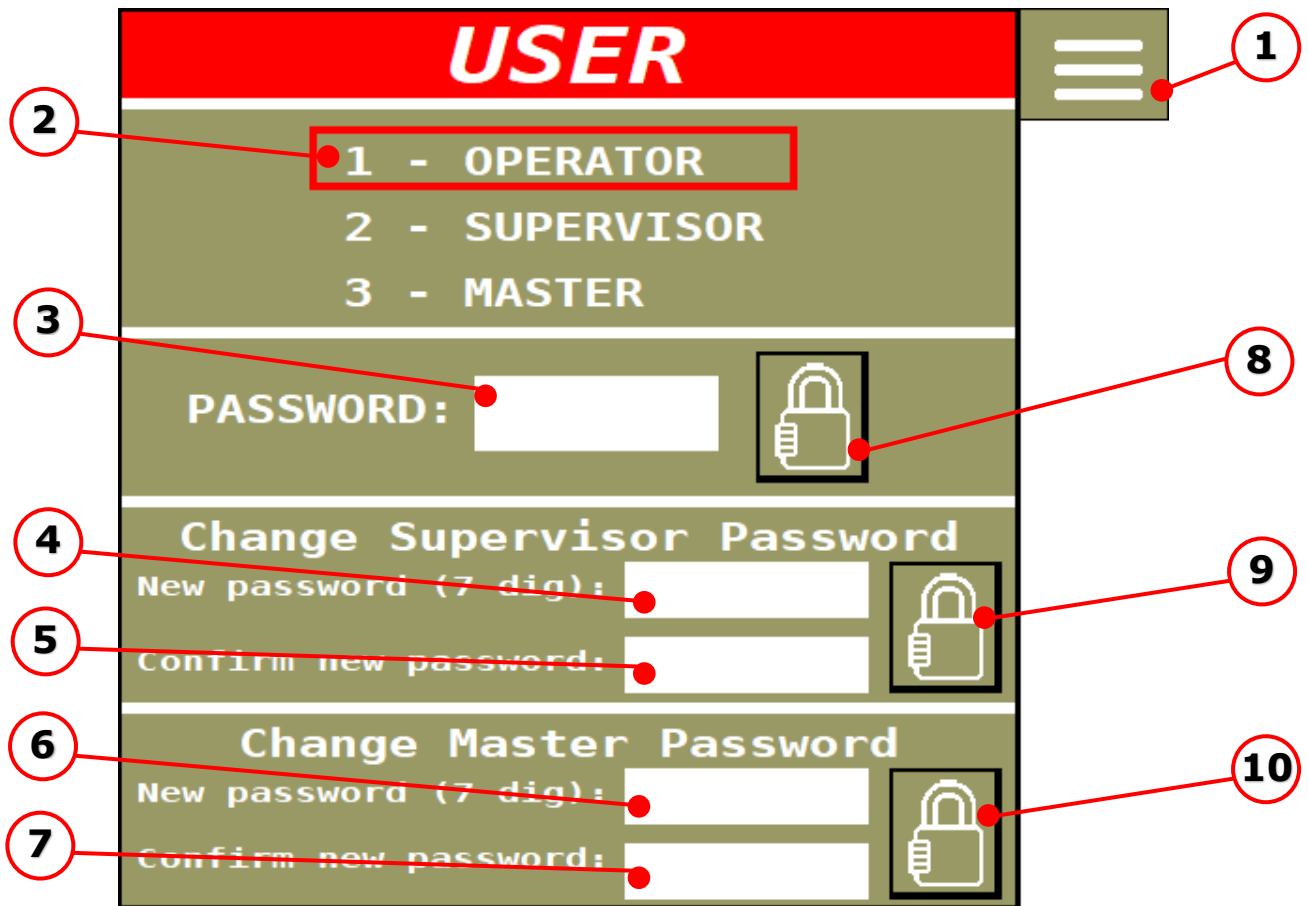 USER
1
2
1 - OPERATOR
2 - SUPERVISOR
3 - MASTER
3
PASSWORD:
8
Change Supervisor Password
4
New password (7 dig):
9
5
Confirm new password:
Change Master Password
6
New password (7 dig):
10
7
Confirm new password: